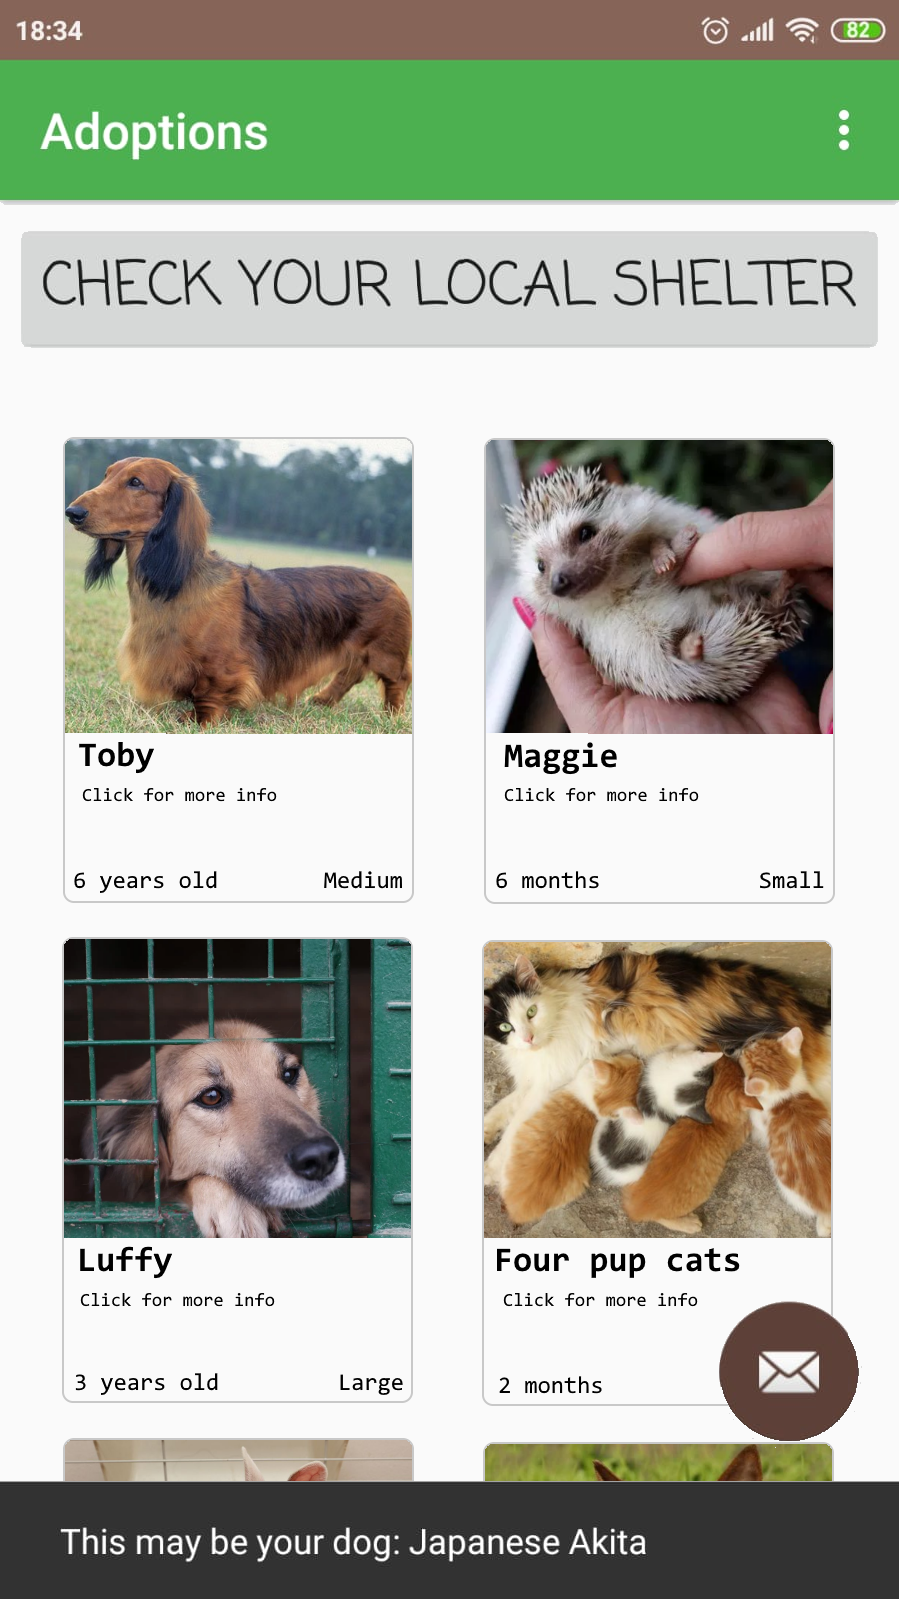 18:34
82
Adoptions
CHECK YOUR LOCAL SHELTER
Toby
Click for more info
6 years old Medium
Maggie
Click for more info
6 months Small
Luffy
Click for more info
3 years old Large
Four pup cats
Click for more info
2 months
This may be your dog: Japanese Akita